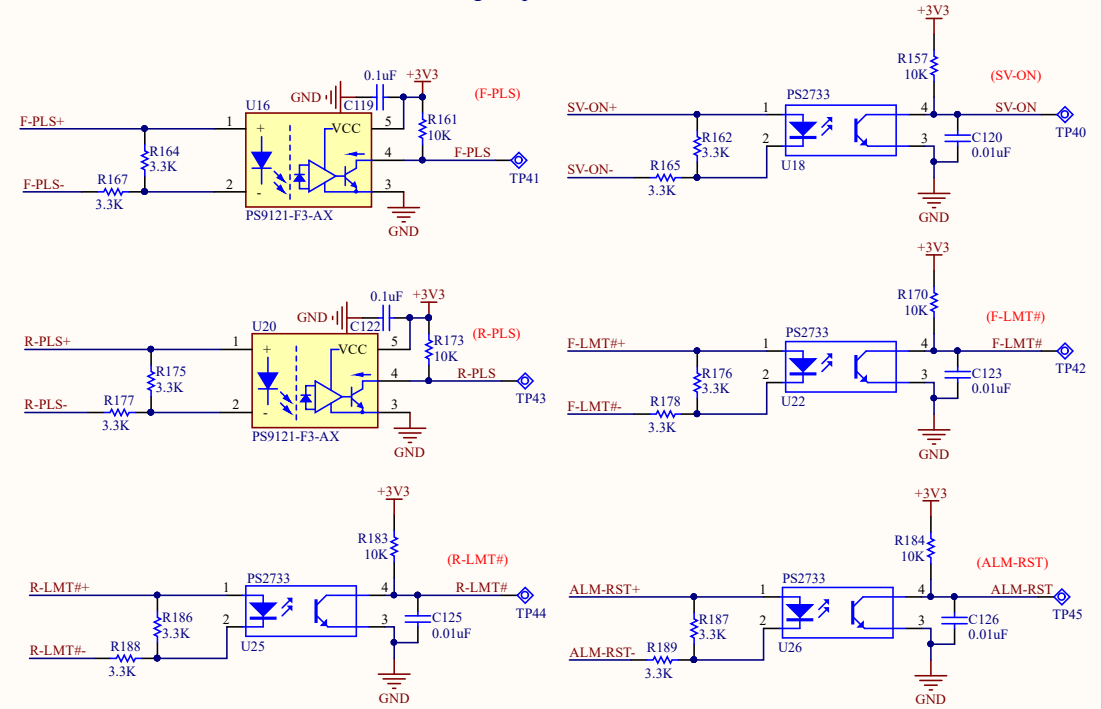 0.1uF
+3V3
GND
C119
(F-PLS)
U16
R161
10K
F-PLS+
1
+
VCC
5
R164
3.3K
4
F-PLS
TP41
F-PLS-
R167
3.3K
2
-
3
PS9121-F3-AX
GND
+3V3
R157
10K
(SV-ON)
PS2733
SV-ON+
1
4
SV-ON
TP40
R162
3.3K
2
3
C120
0.01uF
SV-ON-
R165
3.3K
U18
GND
0.1uF
+3V3
GND
C122
(R-PLS)
U20
R173
10K
R-PLS+
1
+
VCC
5
R175
3.3K
4
R-PLS
TP43
R-PLS-
R177
3.3K
2
-
3
PS9121-F3-AX
GND
+3V3
R170
10K
(F-LMT#)
PS2733
F-LMT#+
1
4
F-LMT#
TP42
R176
3.3K
2
3
C123
0.01uF
F-LMT#-
R178
3.3K
U22
GND
+3V3
R183
10K
(R-LMT#)
PS2733
R-LMT#+
1
4
R-LMT#
TP44
R186
3.3K
2
3
C125
0.01uF
R-LMT#-
R188
3.3K
U25
GND
+3V3
R184
10K
(ALM-RST)
PS2733
ALM-RST+
1
4
ALM-RST
TP45
R187
3.3K
2
3
C126
0.01uF
ALM-RST-
R189
3.3K
U26
GND